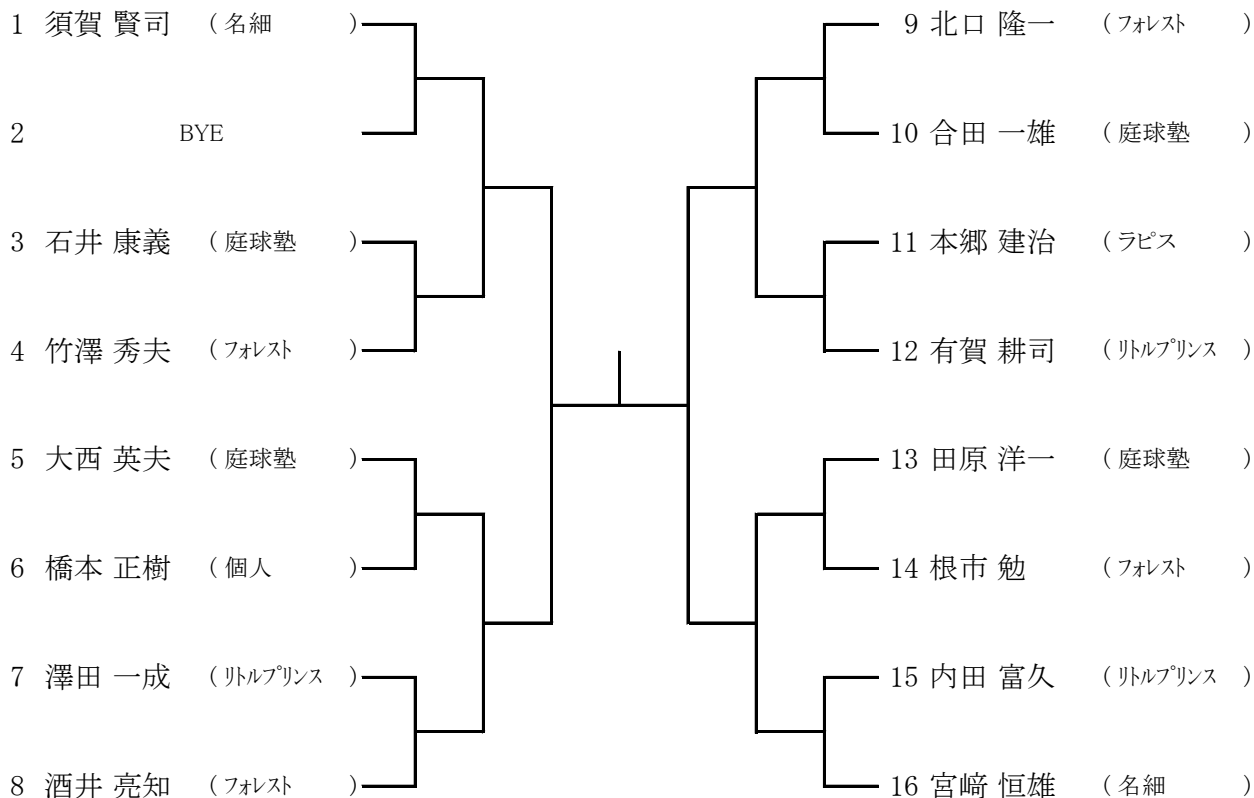 1 須賀 賢司 （ 名細 ）
2 BYE
3 石井 康義 （ 庭球塾 ）
4 竹澤 秀夫 （ フォレスト ）
5 大西 英夫 （ 庭球塾 ）
6 橋本 正樹 （ 個人 ）
7 澤田 一成 （ リトルプリンス ）
8 酒井 亮知 （ フォレスト ）
9 北口 隆一 （ フォレスト ）
10 合田 一雄 （ 庭球塾 ）
11 本郷 建治 （ ラピス ）
12 有賀 耕司 （ リトルプリンス ）
13 田原 洋一 （ 庭球塾 ）
14 根市 勉 （ フォレスト ）
15 内田 富久 （ リトルプリンス ）
16 宮﨑 恒雄 （ 名細 ）